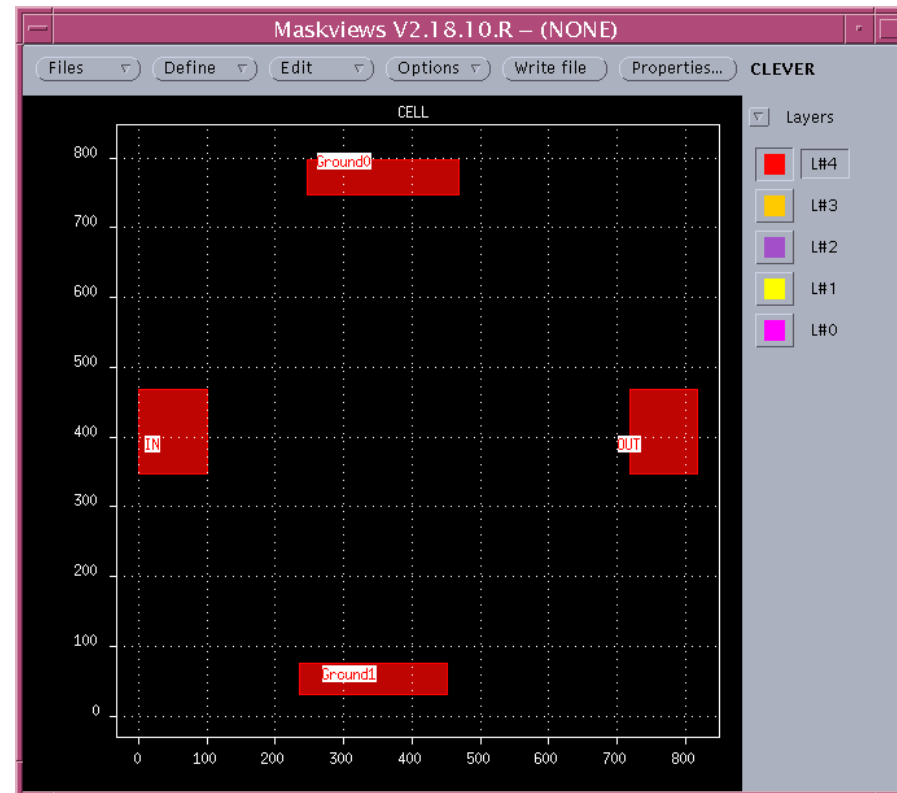 Maskviews V2.18.10.R – (NONE)
Files Define Edit Options Write file Properties... CLEVER
CELL
Layers
L#4
L#3
L#2
L#1
L#0
800
700
600
500
400
300
200
100
0
Ground0
IN
OUT
Ground1
0 100 200 300 400 500 600 700 800